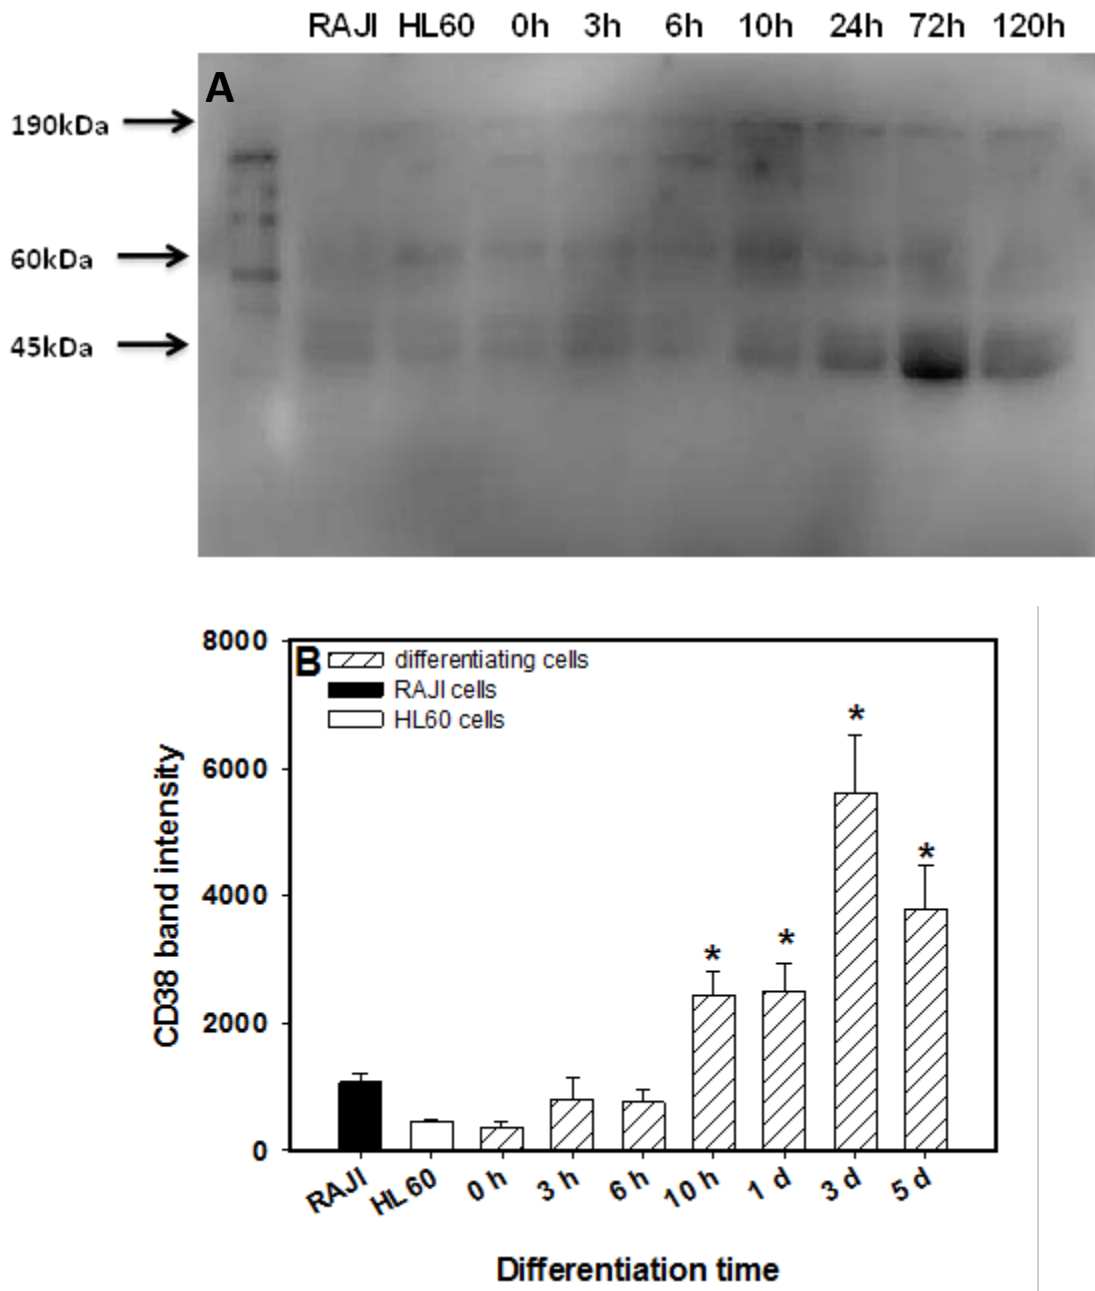 RAJI HL60 0h 3h 6h 10h 24h 72h 120h
A
190kDa
60kDa
45kDa
B
differentiating cells
RAJI cells
HL60 cells
8000
6000
4000
2000
0
CD38 band intensity
* * * *
RAJI HL60 0 h 3 h 6 h 10 h 1 d 3 d 5 d
Differentiation time